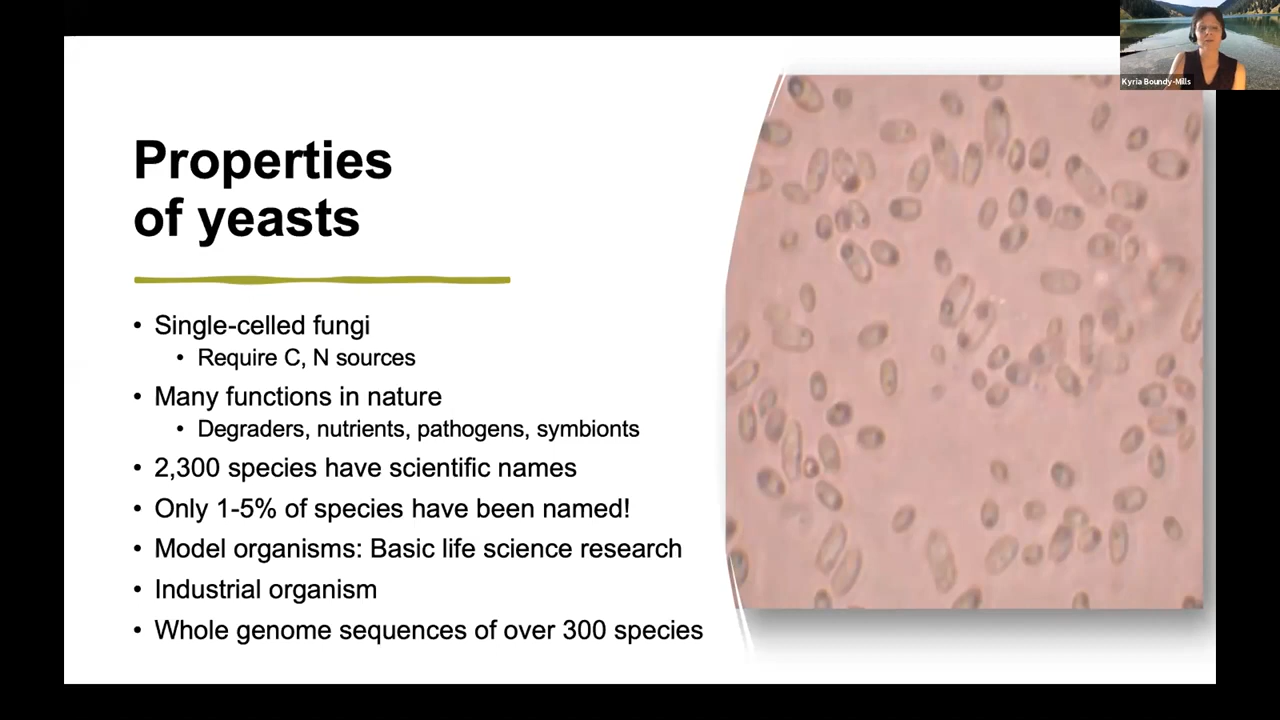 Kyria Boundy-Mills
Properties
of yeasts
• Single-celled fungi
• Require C, N sources
• Many functions in nature
• Degraders, nutrients, pathogens, symbionts
• 2,300 species have scientific names
• Only 1-5% of species have been named!
• Model organisms: Basic life science research
• Industrial organism
• Whole genome sequences of over 300 species